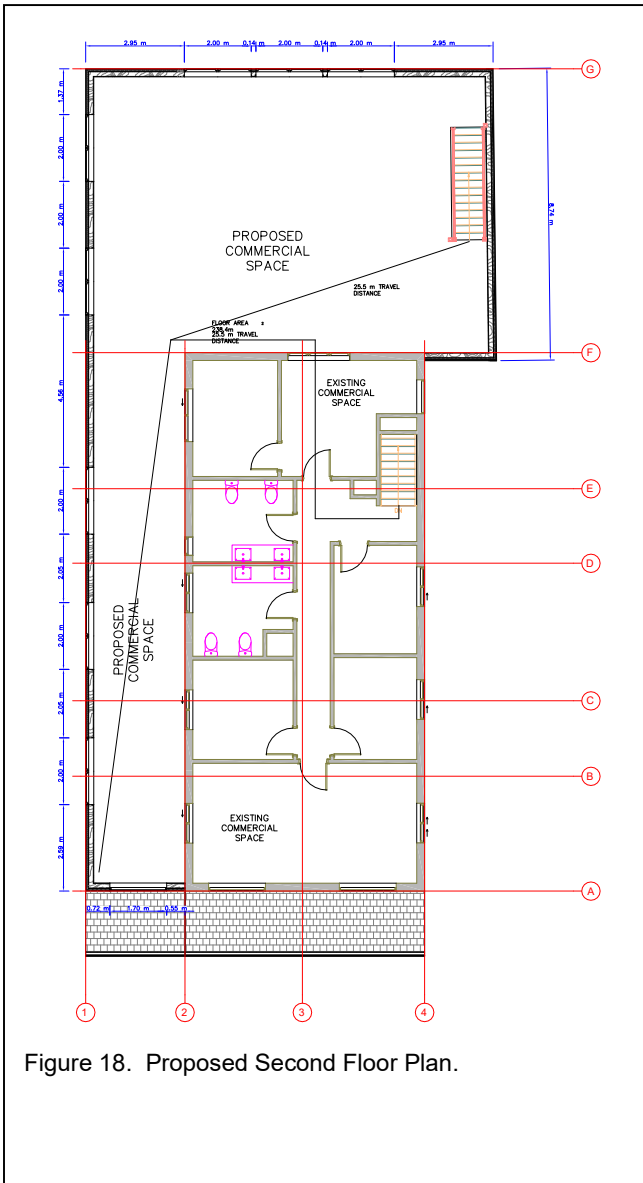 2.95 m
2.00 m
0.14
2.00 m
0.14
2.00 m
2.95 m
G
1.37 m
2.00 m
2.00 m
2.00 m
8.74 m
PROPOSED
COMMERCIAL
SPACE
25.5 m TRAVEL
DISTANCE
FLOOR AREA 2
238.4m
25.5 m TRAVEL
DISTANCE
F
4.56 m
EXISTING
COMMERCIAL
SPACE
2.00 m
E
DN
2.05 m
D
2.00 m
PROPOSED
COMMERCIAL
SPACE
2.05 m
C
2.00 m
B
2.59 m
EXISTING
COMMERCIAL
SPACE
A
0.72 m
1.70 m
0.55 m
1
2
3
4
Figure 18. Proposed Second Floor Plan.